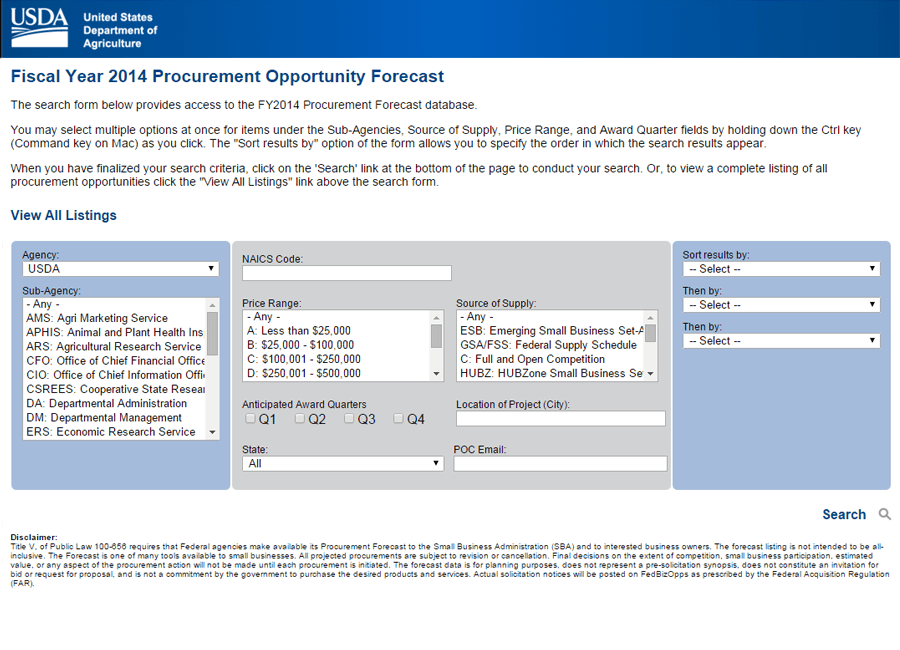 USDA
United States
Department of
Agriculture
Fiscal Year 2014 Procurement Opportunity Forecast
The search form below provides access to the FY2014 Procurement Forecast database.
You may select multiple options at once for items under the Sub-Agencies, Source of Supply, Price Range, and Award Quarter fields by holding down the Ctrl key
(Command key on Mac) as you click. The "Sort results by" option of the form allows you to specify the order in which the search results appear.
When you have finalized your search criteria, click on the 'Search' link at the bottom of the page to conduct your search. Or, to view a complete listing of all
procurement opportunities click the "View All Listings" link above the search form.
View All Listings
Agency:
USDA
Sub-Agency:
- Any -
AMS: Agri Marketing Service
APHIS: Animal and Plant Health Ins
ARS: Agricultural Research Service
CFO: Office of Chief Financial Office
CIO: Office of Chief Information Offi
CSREES: Cooperative State Resear
DA: Departmental Administration
DM: Departmental Management
ERS: Economic Research Service
NAICS Code:
Price Range:
- Any -
A: Less than $25,000
B: $25,000 - $100,000
C: $100,001 - $250,000
D: $250,001 - $500,000
Source of Supply:
- Any -
ESB: Emerging Small Business Set-A
GSA/FSS: Federal Supply Schedule
C: Full and Open Competition
HUBZ: HUBZone Small Business Se
Anticipated Award Quarters
Q1 Q2 Q3 Q4
Location of Project (City):
State:
All
POC Email:
Sort results by:
-- Select --
Then by:
-- Select --
Then by:
-- Select --
Search
Disclaimer:
Title V, of Public Law 100-656 requires that Federal agencies make available its Procurement Forecast to the Small Business Administration (SBA) and to interested business owners. The forecast listing is not intended to be all-
inclusive. The Forecast is one of many tools available to small businesses. All projected procurements are subject to revision or cancellation. Final decisions on the extent of competition, small business participation, estimated
value, or any aspect of the procurement action will not be made until each procurement is initiated. The forecast data is for planning purposes, does not represent a pre-solicitation synopsis, does not constitute an invitation for
bid or request for proposal, and is not a commitment by the government to purchase the desired products and services. Actual solicitation notices will be posted on FedBizOpps as prescribed by the Federal Acquisition Regulation
(FAR).